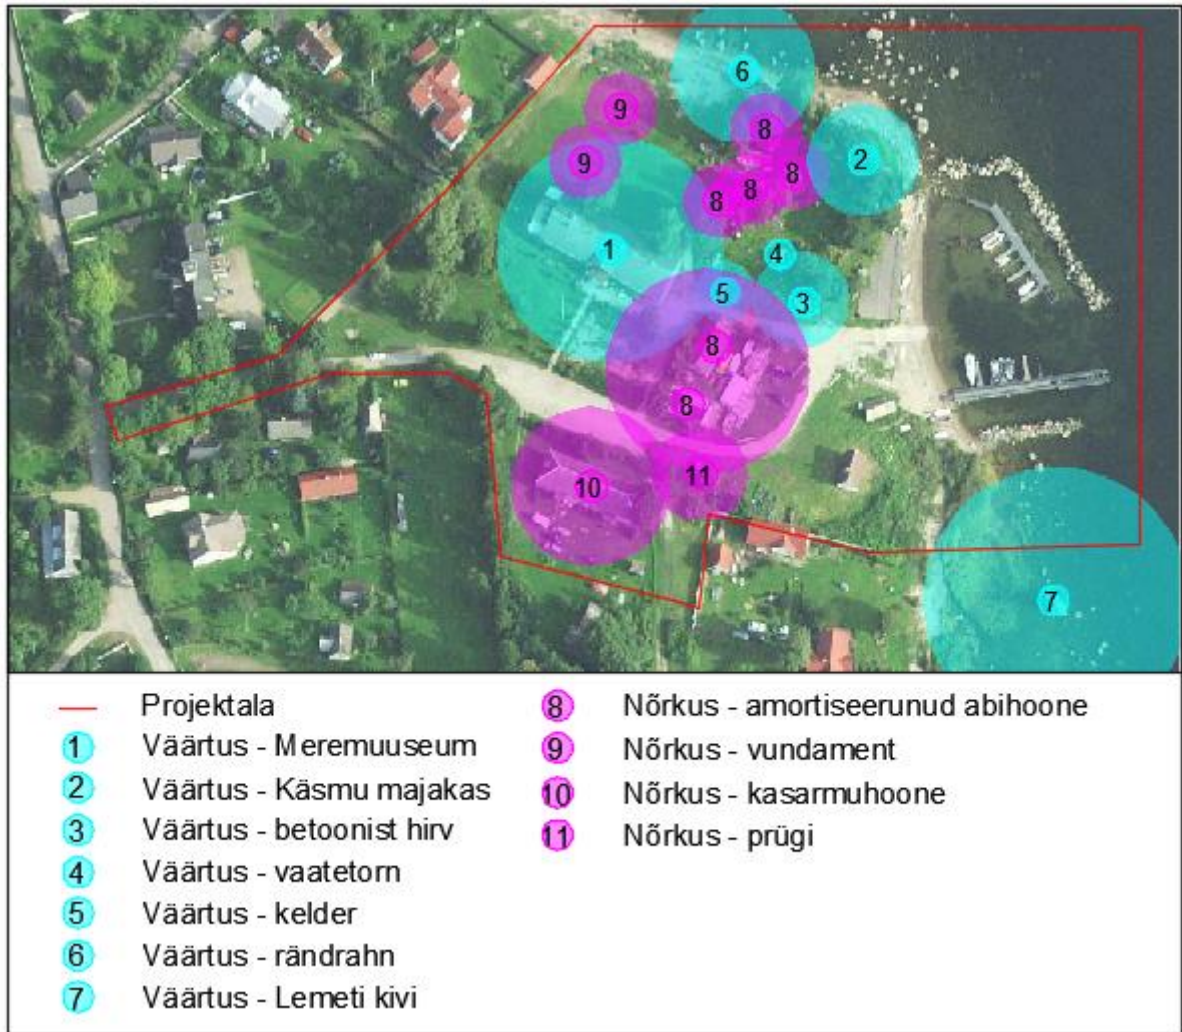 6
9
8
2
9
8
8
8
1
4
5
3
8
8
11
10
7
Projektala
1 Väärtus - Meremuuseum
2 Väärtus - Käsmu majakas
3 Väärtus - betoonist hirv
4 Väärtus - vaatetorn
5 Väärtus - kelder
6 Väärtus - rändrahn
7 Väärtus - Lemeti kivi
8 Nõrkus - amortiseerunud abihoone
9 Nõrkus - vundament
10 Nõrkus - kasarmuhoone
11 Nõrkus - prügi